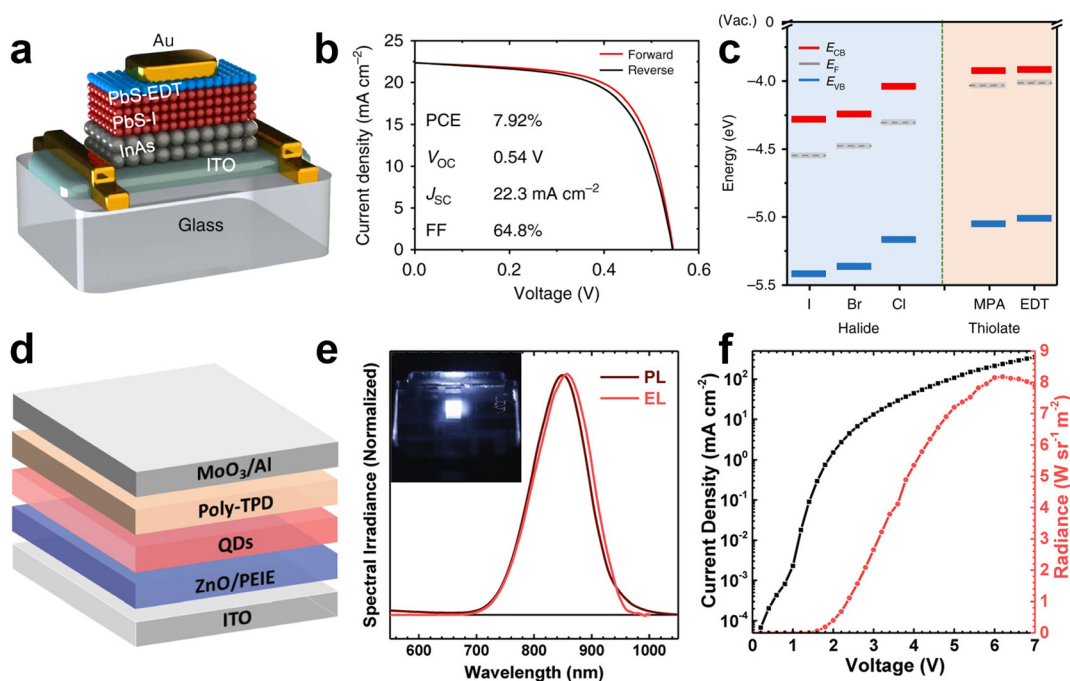 a
Au
PbS-EDT
PbS-I
InAs
ITO
Glass
b
Current density (mA cm⁻²)
25
20
15
10
5
0
Forward
Reverse
PCE 7.92%
V_OC 0.54 V
J_SC 22.3 mA cm⁻²
FF 64.8%
0.0 0.2 0.4 0.6
Voltage (V)
c
(Vac.) 0
E_CB
E_F
E_VB
Energy (eV)
−4.0
−4.5
−5.0
−5.5
I Br Cl MPA EDT
Halide Thiolate
d
MoO₃/Al
Poly-TPD
QDs
ZnO/PEIE
ITO
e
Spectral Irradiance (Normalized)
PL
EL
600 700 800 900 1000
Wavelength (nm)
f
Current Density (mA cm⁻²)
10²
10¹
10⁰
10⁻¹
10⁻²
10⁻³
10⁻⁴
0 1 2 3 4 5 6 7
Voltage (V)
9
8
7
6
5
4
3
2
1
0
Radiance (W sr⁻¹ m⁻²)